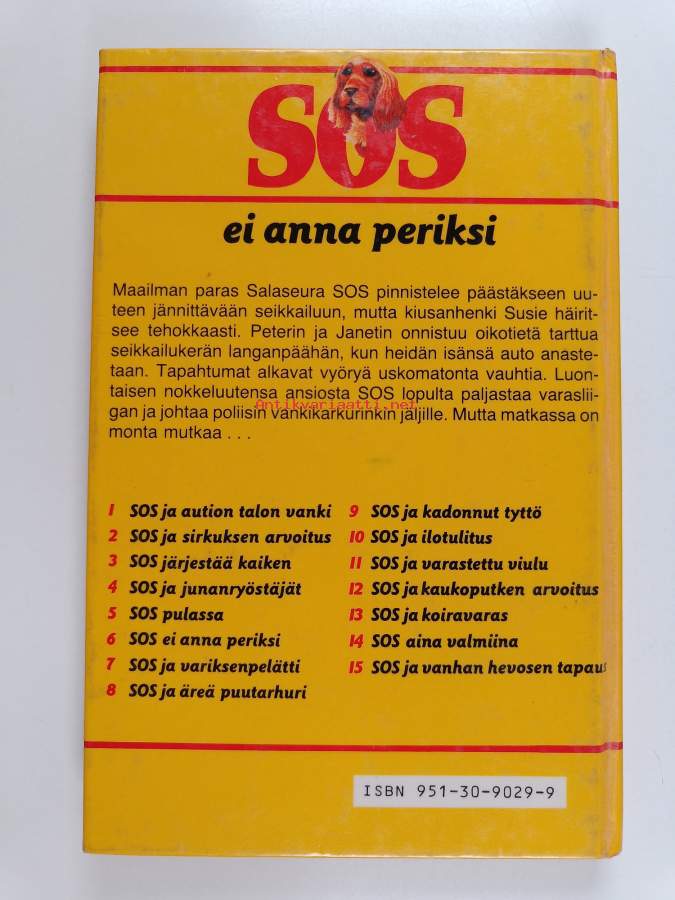 SOS
ei anna periksi
Maailman paras Salaseura SOS pinnistelee päästäkseen uu-
teen jännittävään seikkailuun, mutta kiusanhenki Susie häirit-
see tehokkaasti. Peterin ja Janetin onnistuu oikotietä tarttua
seikkailukerän langanpäähän, kun heidän isänsä auto anaste-
taan. Tapahtumat alkavat vyöryä uskomatonta vauhtia. Luon-
taisen nokkeluutensa ansiosta SOS lopulta paljastaa varaslii-
Antikvariaatti.net
gan ja johtaa poliisin vankikarkurinkin jäljille. Mutta matkassa on
monta mutkaa . . .
1 SOS ja aution talon vanki
2 SOS ja sirkuksen arvoitus
3 SOS järjestää kaiken
4 SOS ja junanryöstäjät
5 SOS pulassa
6 SOS ei anna periksi
7 SOS ja variksenpelätti
8 SOS ja äreä puutarhuri
9 SOS ja kadonnut tyttö
10 SOS ja ilotulitus
11 SOS ja varastettu viulu
12 SOS ja kaukoputken arvoitus
13 SOS ja koiravaras
14 SOS aina valmiina
15 SOS ja vanhan hevosen tapaus
ISBN 951-30-9029-9